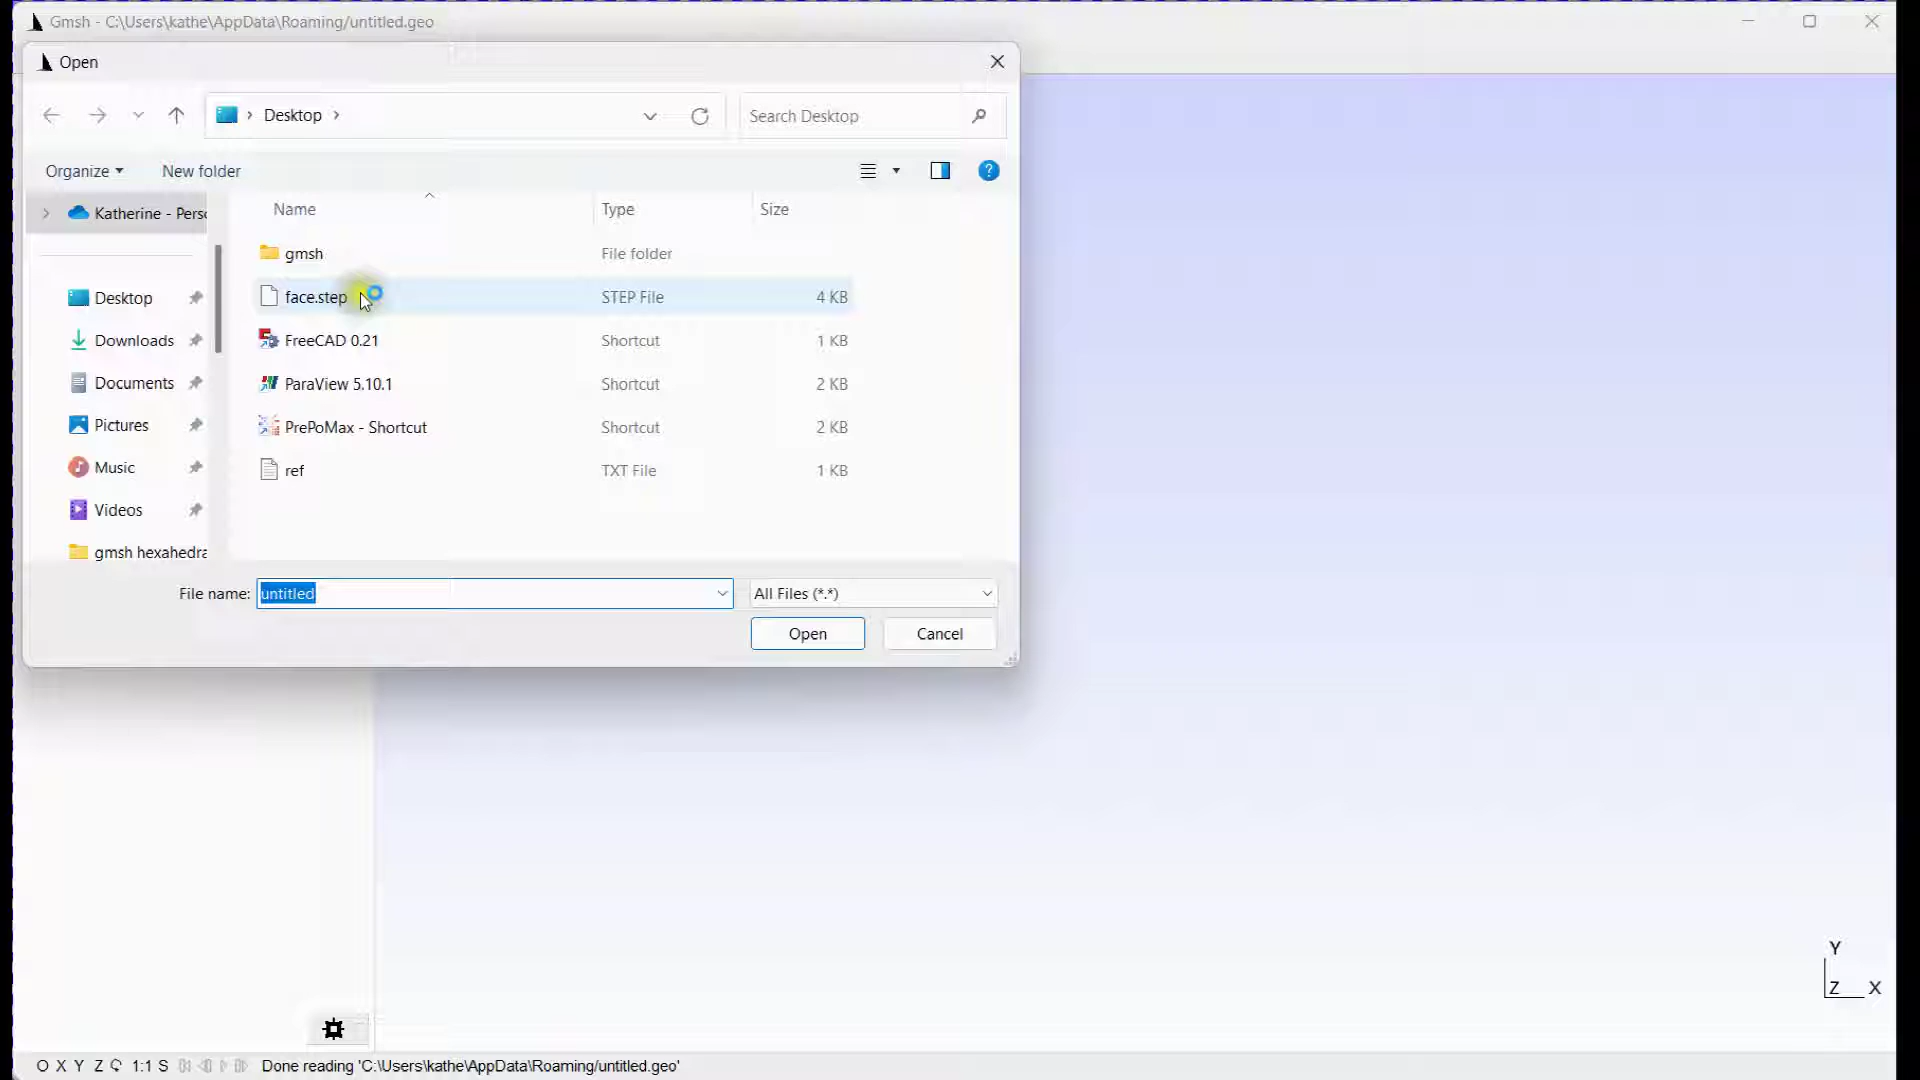 Gmsh - C:\Users\kathe\AppData\Roaming/untitled.geo
Open
Desktop
Search Desktop
Organize
New folder
?
Name Type Size
Katherine - Pers
Desktop
Downloads
Documents
Pictures
Music
Videos
gmsh hexahedra
gmsh File folder
face.step STEP File 4 KB
FreeCAD 0.21 Shortcut 1 KB
ParaView 5.10.1 Shortcut 2 KB
PrePoMax - Shortcut Shortcut 2 KB
ref TXT File 1 KB
File name: untitled All Files (*.*)
Open Cancel
Y
Z X
O X Y Z 1:1 S Done reading 'C:\Users\kathe\AppData\Roaming/untitled.geo'